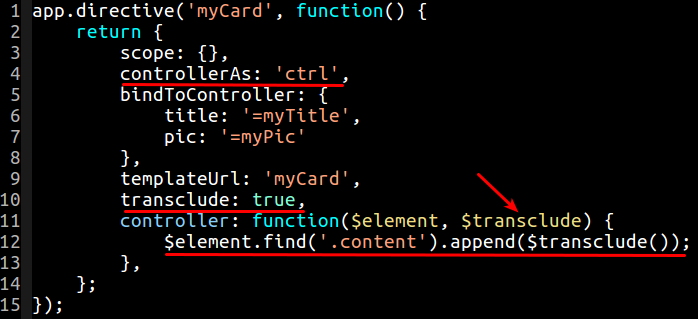 1 app.directive('myCard', function() {
2     return {
3         scope: {},
4         controllerAs: 'ctrl',
5         bindToController: {
6             title: '=myTitle',
7             pic: '=myPic'
8         },
9         templateUrl: 'myCard',
10         transclude: true,
11         controller: function($element, $transclude) {
12             $element.find('.content').append($transclude());
13         },
14     };
15 });